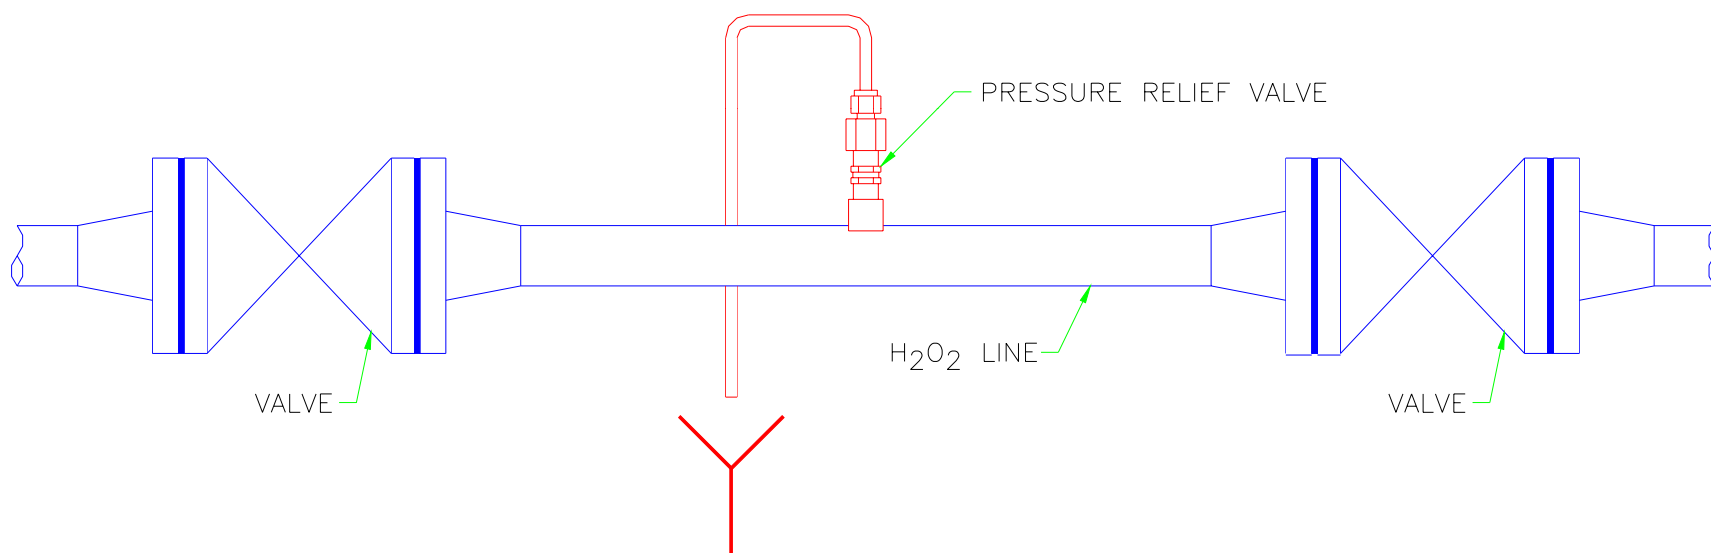 PRESSURE RELIEF VALVE
H₂O₂ LINE
VALVE
VALVE